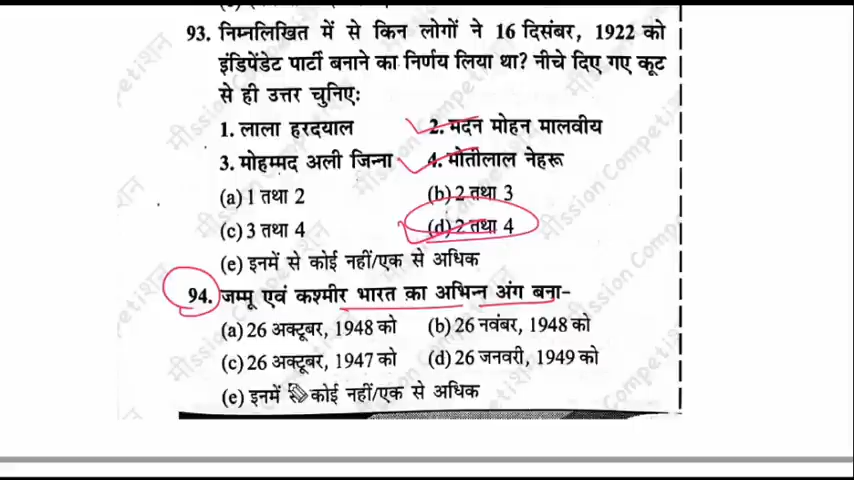 93. निम्नलिखित में से किन लोगों ने 16 दिसंबर, 1922 को
इंडिपेंडेट पार्टी बनाने का निर्णय लिया था? नीचे दिए गए कूट
से ही उत्तर चुनिए:
1. लाला हरदयाल 2. मदन मोहन मालवीय
3. मोहम्मद अली जिन्ना 4. मोतीलाल नेहरू
(a) 1 तथा 2 (b) 2 तथा 3
(c) 3 तथा 4 (d) 2 तथा 4
(e) इनमें से कोई नहीं/एक से अधिक
94. जम्मू एवं कश्मीर भारत का अभिन्न अंग बना-
(a) 26 अक्टूबर, 1948 को (b) 26 नवंबर, 1948 को
(c) 26 अक्टूबर, 1947 को (d) 26 जनवरी, 1949 को
(e) इनमें कोई नहीं/एक से अधिक
मीssion Competiशन